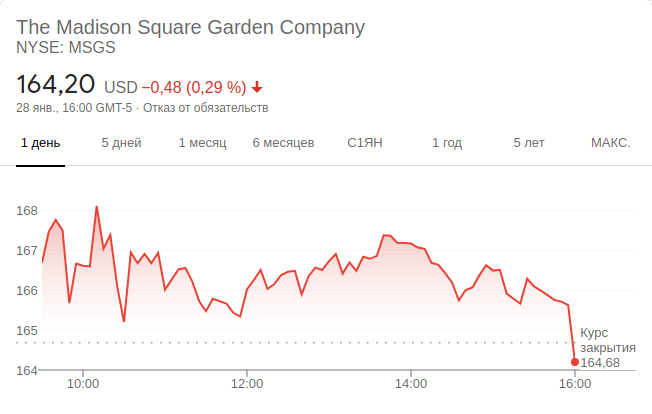 The Madison Square Garden Company
NYSE: MSGS
164,20 USD −0,48 (0,29 %)
28 янв., 16:00 GMT-5 · Отказ от обязательств
1 день 5 дней 1 месяц 6 месяцев С1ЯН 1 год 5 лет МАКС.
168
167
166
165
Курс
закрытия
164,68
164
10:00 12:00 14:00 16:00